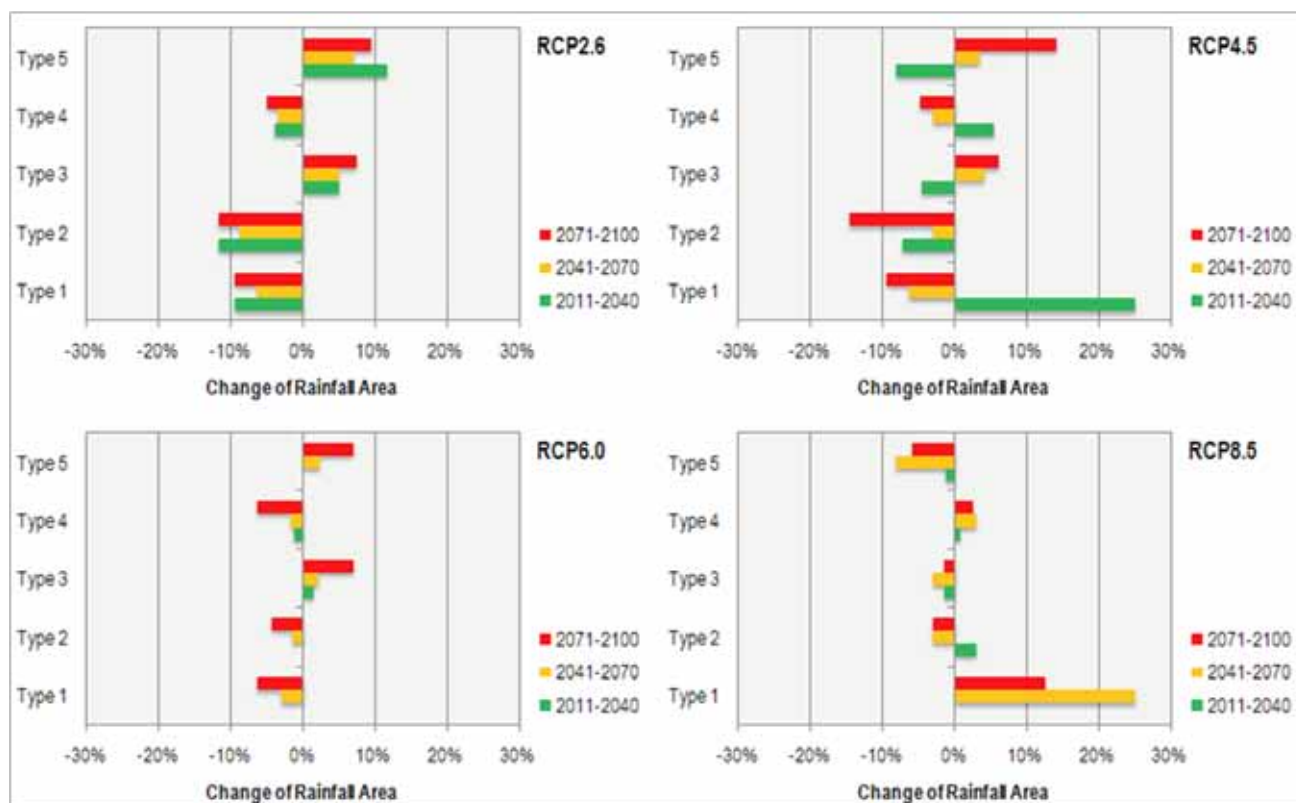 RCP2.6
Type 5
Type 4
Type 3
Type 2
Type 1
2071-2100
2041-2070
2011-2040
-30% -20% -10% 0% 10% 20% 30%
Change of Rainfall Area
RCP4.5
Type 5
Type 4
Type 3
Type 2
Type 1
2071-2100
2041-2070
2011-2040
-30% -20% -10% 0% 10% 20% 30%
Change of Rainfall Area
RCP6.0
Type 5
Type 4
Type 3
Type 2
Type 1
2071-2100
2041-2070
2011-2040
-30% -20% -10% 0% 10% 20% 30%
Change of Rainfall Area
RCP8.5
Type 5
Type 4
Type 3
Type 2
Type 1
2071-2100
2041-2070
2011-2040
-30% -20% -10% 0% 10% 20% 30%
Change of Rainfall Area